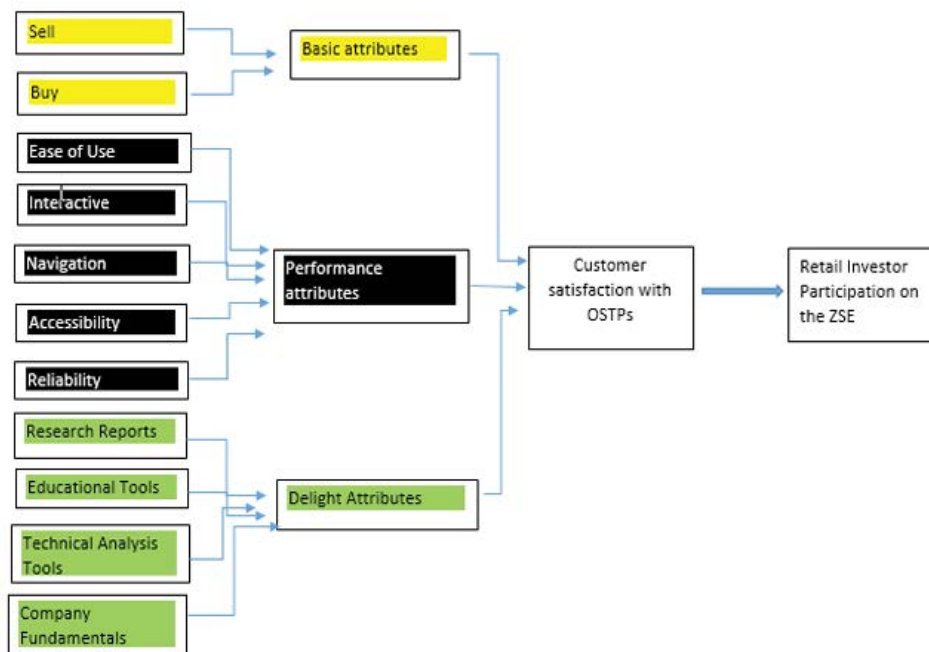 Sell
Buy
Ease of Use
Interactive
Navigation
Accessibility
Reliability
Research Reports
Educational Tools
Technical Analysis
Tools
Company
Fundamentals
Basic attributes
Performance
attributes
Delight Attributes
Customer
satisfaction with
OSTPs
Retail Investor
Participation on
the ZSE